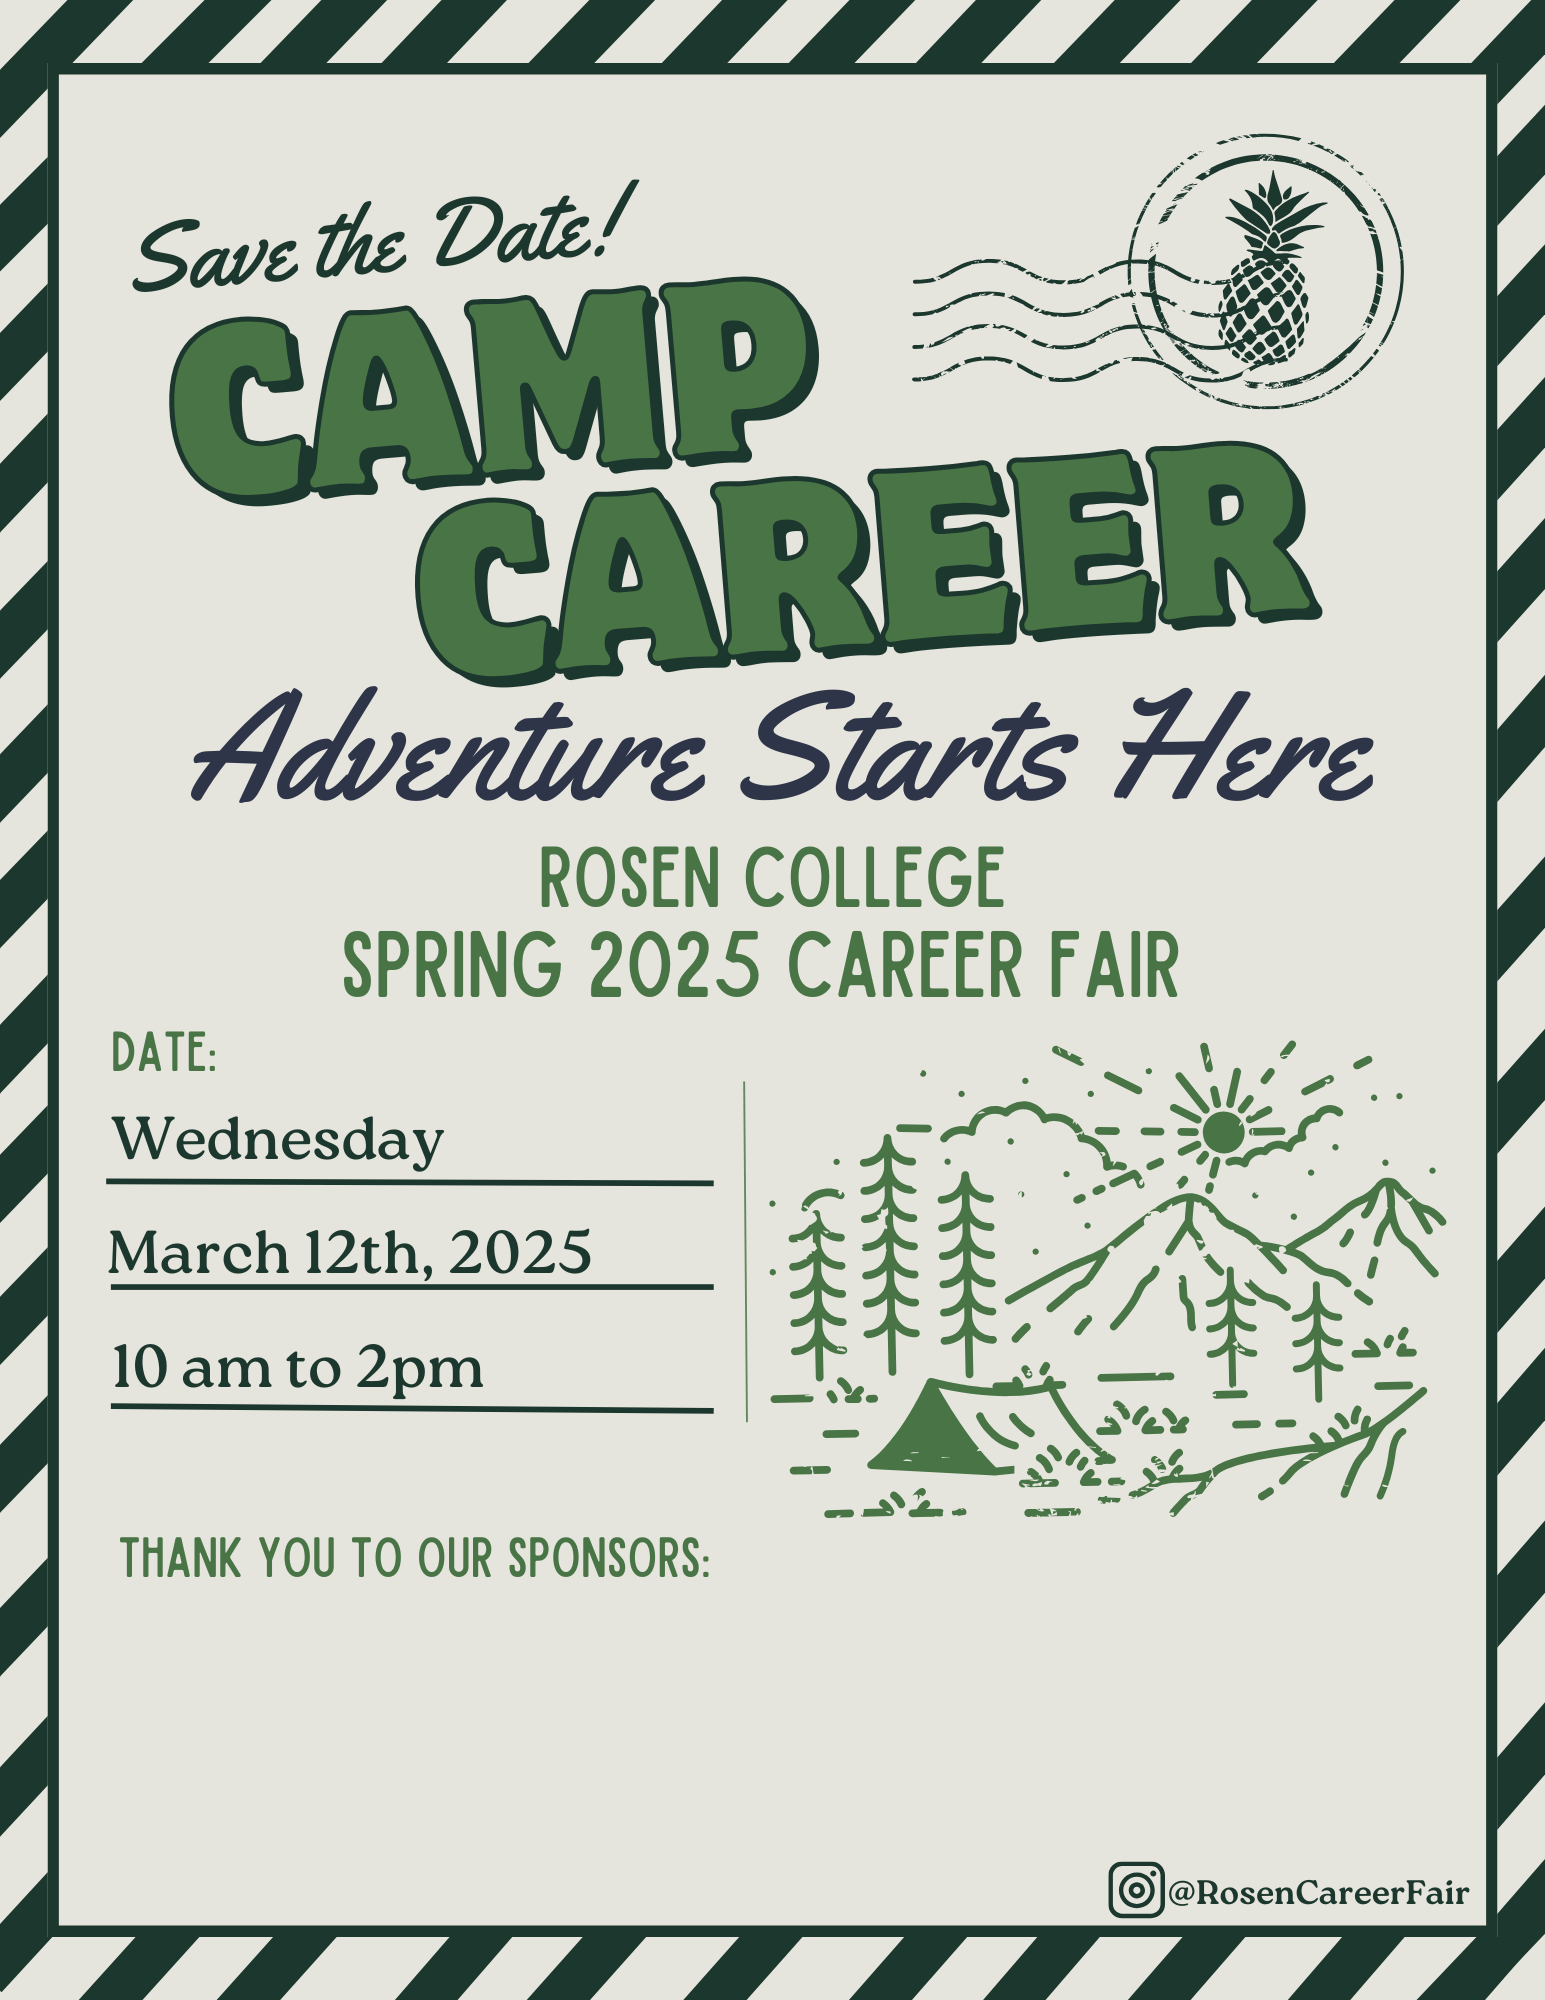 Save the Date!
CAMP
CAREER
Adventure Starts Here
ROSEN COLLEGE
SPRING 2025 CAREER FAIR
DATE:
Wednesday
March 12th, 2025
10 am to 2pm
THANK YOU TO OUR SPONSORS:
@RosenCareerFair